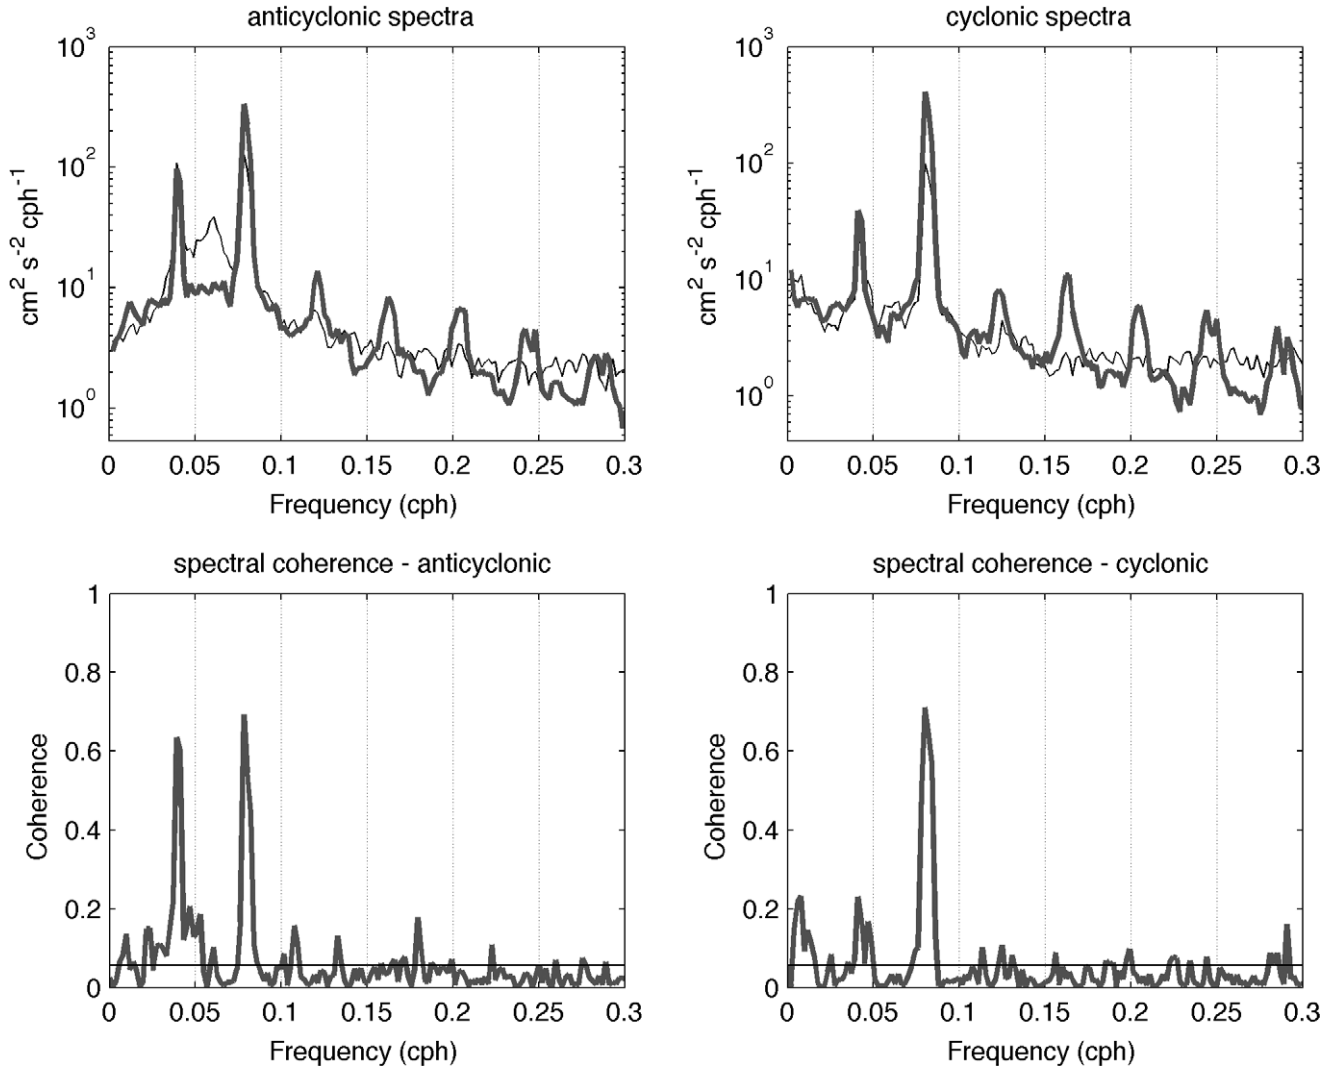 anticyclonic spectra
cm² s⁻² cph⁻¹
10³
10²
10¹
10⁰
0 0.05 0.1 0.15 0.2 0.25 0.3
Frequency (cph)
cyclonic spectra
cm² s⁻² cph⁻¹
10³
10²
10¹
10⁰
0 0.05 0.1 0.15 0.2 0.25 0.3
Frequency (cph)
spectral coherence - anticyclonic
Coherence
1
0.8
0.6
0.4
0.2
0
0 0.05 0.1 0.15 0.2 0.25 0.3
Frequency (cph)
spectral coherence - cyclonic
Coherence
1
0.8
0.6
0.4
0.2
0
0 0.05 0.1 0.15 0.2 0.25 0.3
Frequency (cph)